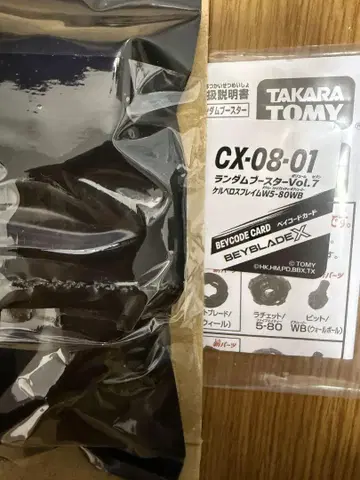 扱説明書
TAKARA
TOMY
CX-08-01
ランダムブースターVol.7
ケルベロスフレイムW5-80WB
BEYCODE CARD ベイコードカード
BEYBLADE X
© TOMY
©HK,HM,PD,BBX,TX
ラチェット/
5-80
ビット/
WB(ウォールボール)